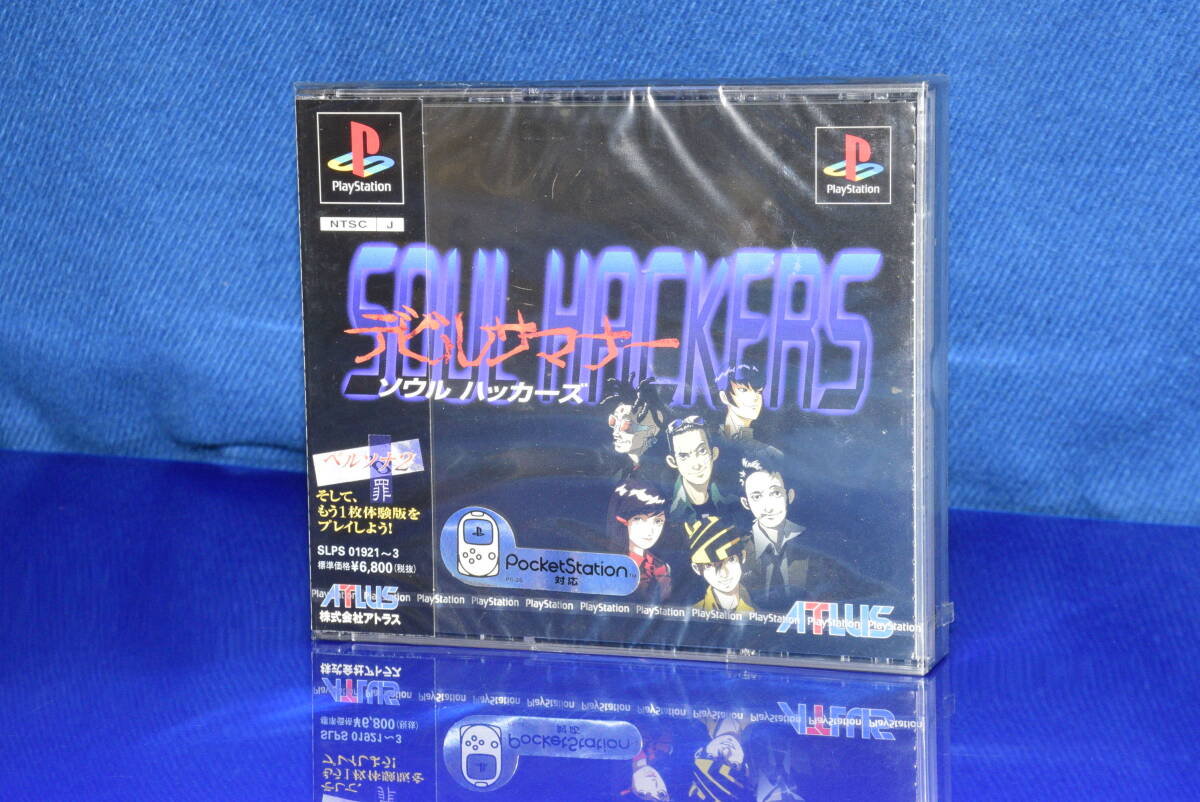 PlayStation
NTSC J
PlayStation
SOUL HACKERS
デビルサマナー
ソウル ハッカーズ
ペルソナ2
罪
そして、
もう1枚体験版を
プレイしよう!
SLPS 01921~3
標準価格¥6,800(税抜)
ATLUS
株式会社アトラス
PocketStation™
対応
PlayStation PlayStation PlayStation PlayStation PlayStation PlayStation PlayStation PlayStation PlayStation PlayStation PlayStation
ATLUS